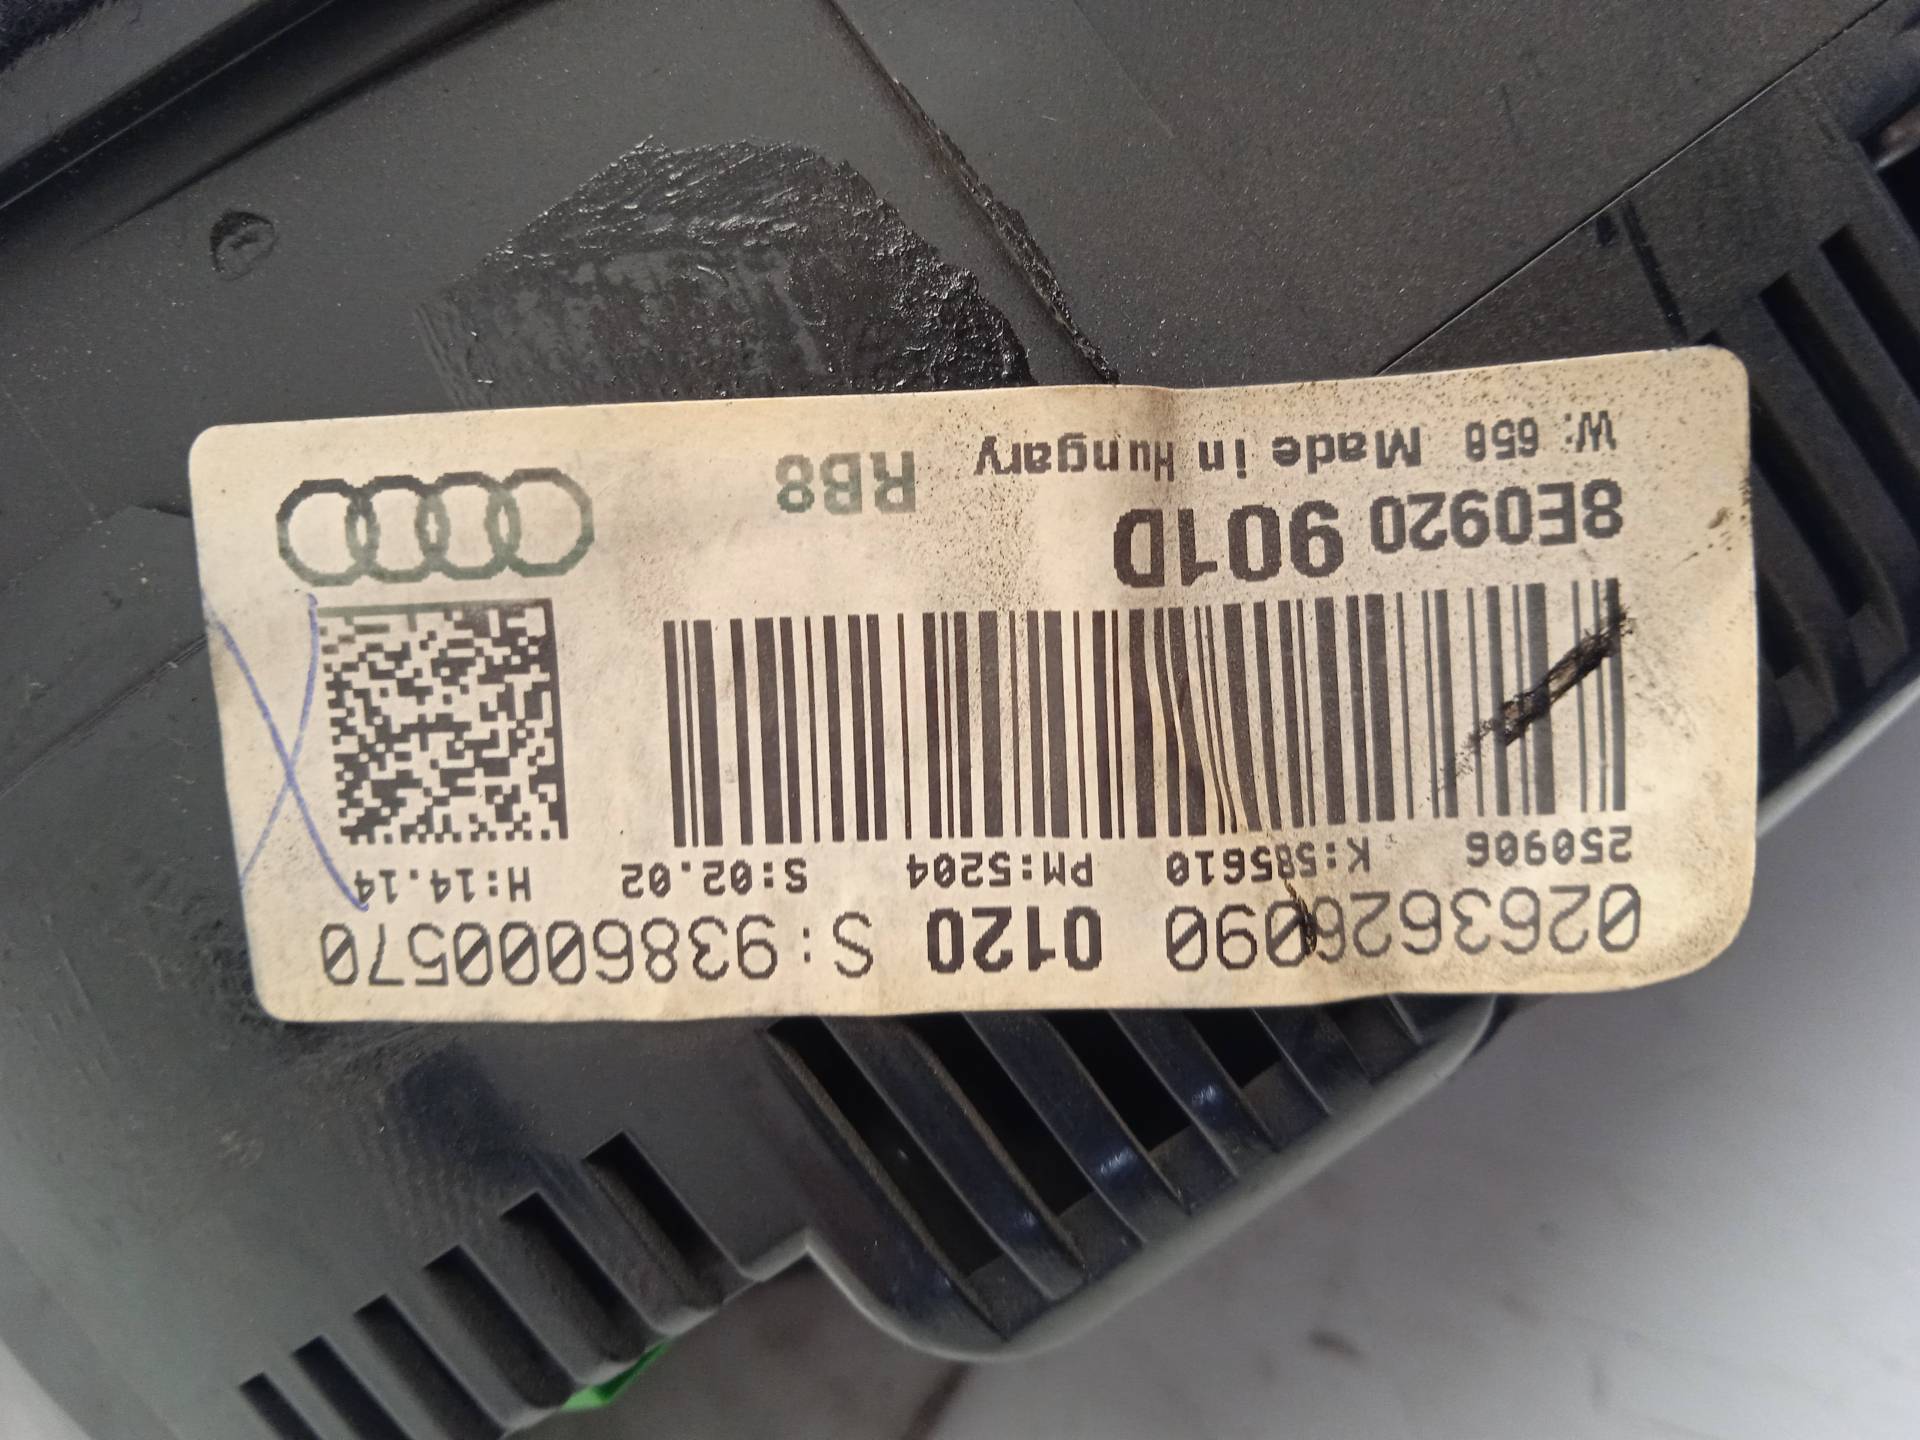 0263626090 0120 S:9386000570
250906 K:585610 PM:5204 S:02.02 H:14.14
8E0920 901D
W: 658 Made in Hungary RB8